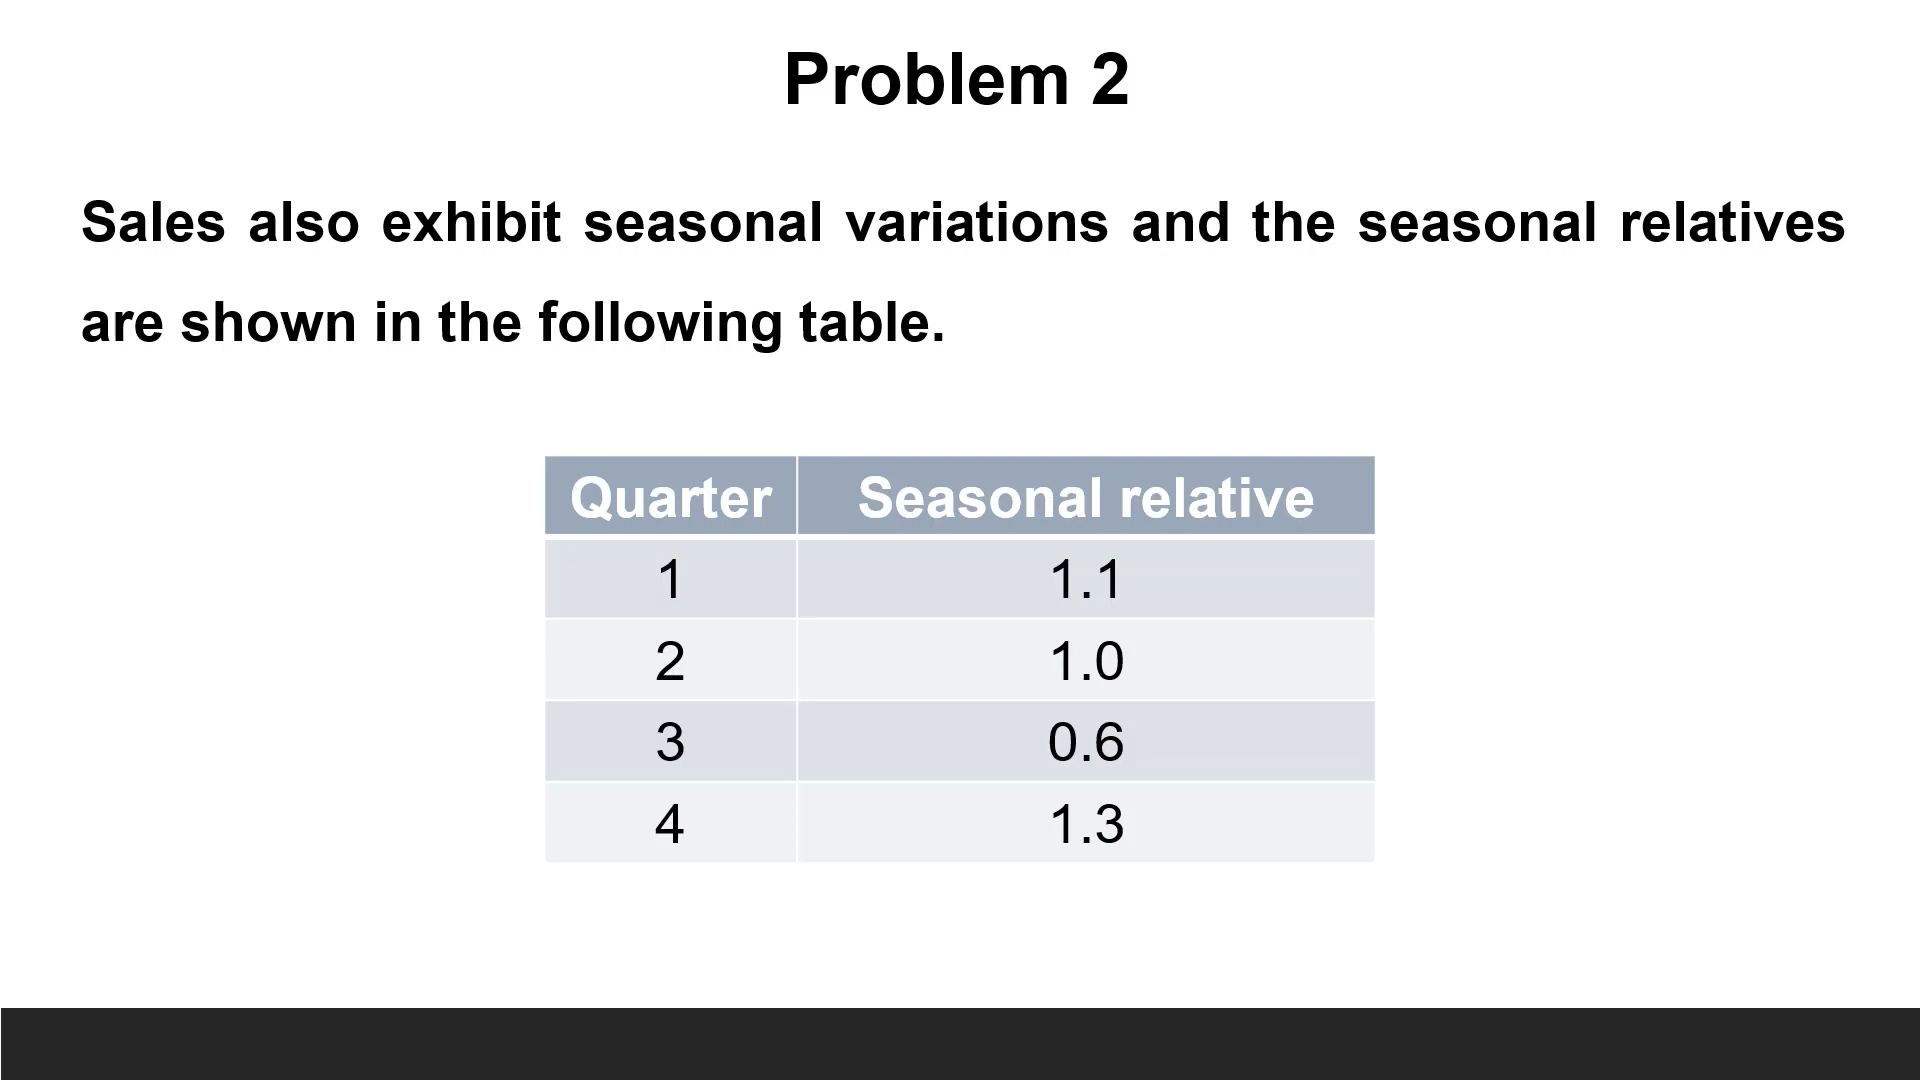 Problem 2
Sales also exhibit seasonal variations and the seasonal relatives
are shown in the following table.
Quarter Seasonal relative
1 1.1
2 1.0
3 0.6
4 1.3